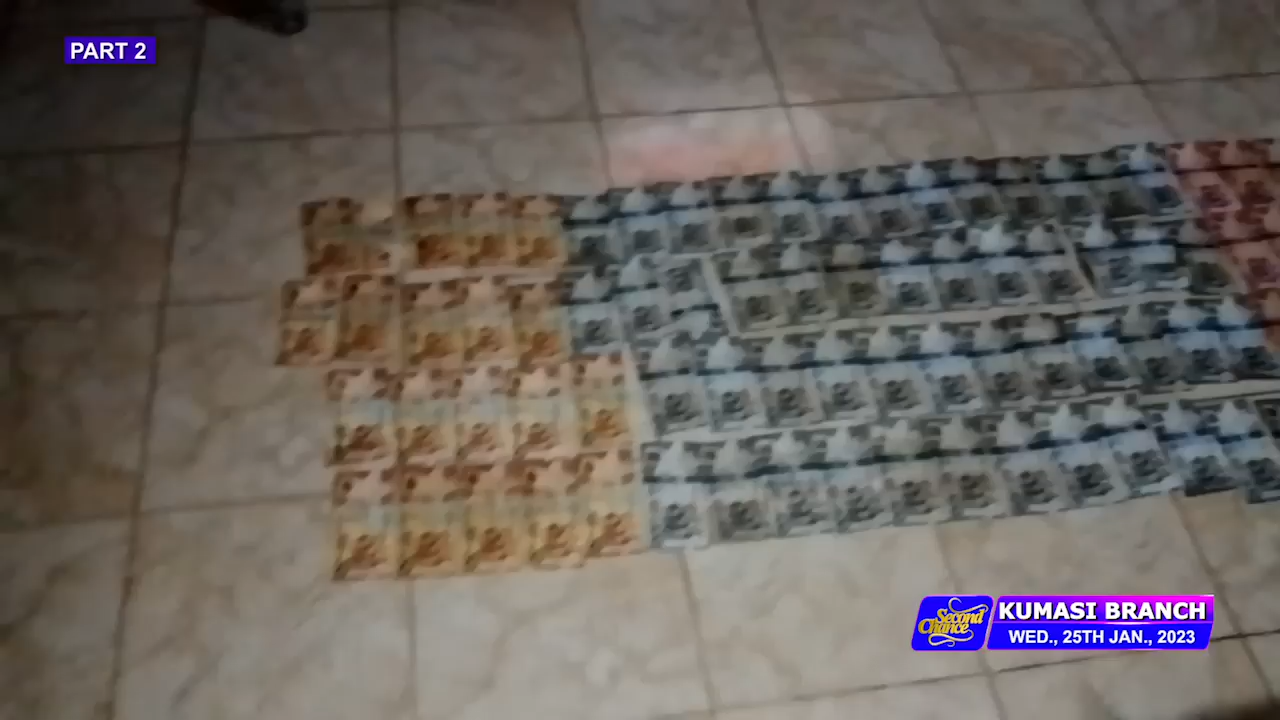 PART 2
Second
Chance
KUMASI BRANCH
WED., 25TH JAN., 2023